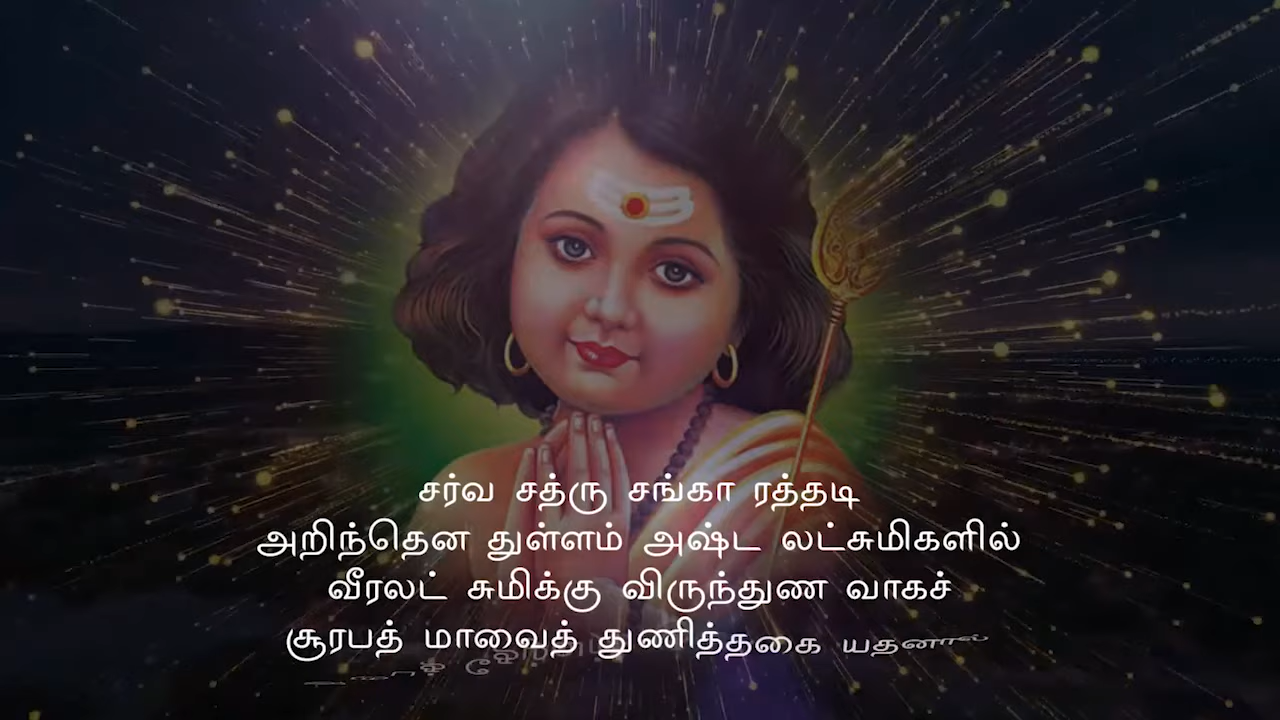 சர்வ சத்ரு சங்கா ரத்தடி
அறிந்தென துள்ளம் அஷ்ட லட்சுமிகளில்
வீரலட் சுமிக்கு விருந்துண வாகச்
சூரபத் மாவைத் துணித்தகை யதனால்